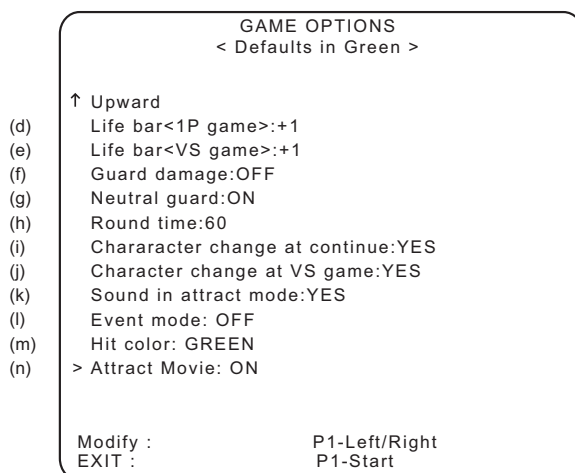 GAME OPTIONS
< Defaults in Green >
↑ Upward
(d) Life bar<1P game>:+1
(e) Life bar<VS game>:+1
(f) Guard damage:OFF
(g) Neutral guard:ON
(h) Round time:60
(i) Chararacter change at continue:YES
(j) Character change at VS game:YES
(k) Sound in attract mode:YES
(l) Event mode: OFF
(m) Hit color: GREEN
(n) > Attract Movie: ON
Modify : P1-Left/Right
EXIT : P1-Start